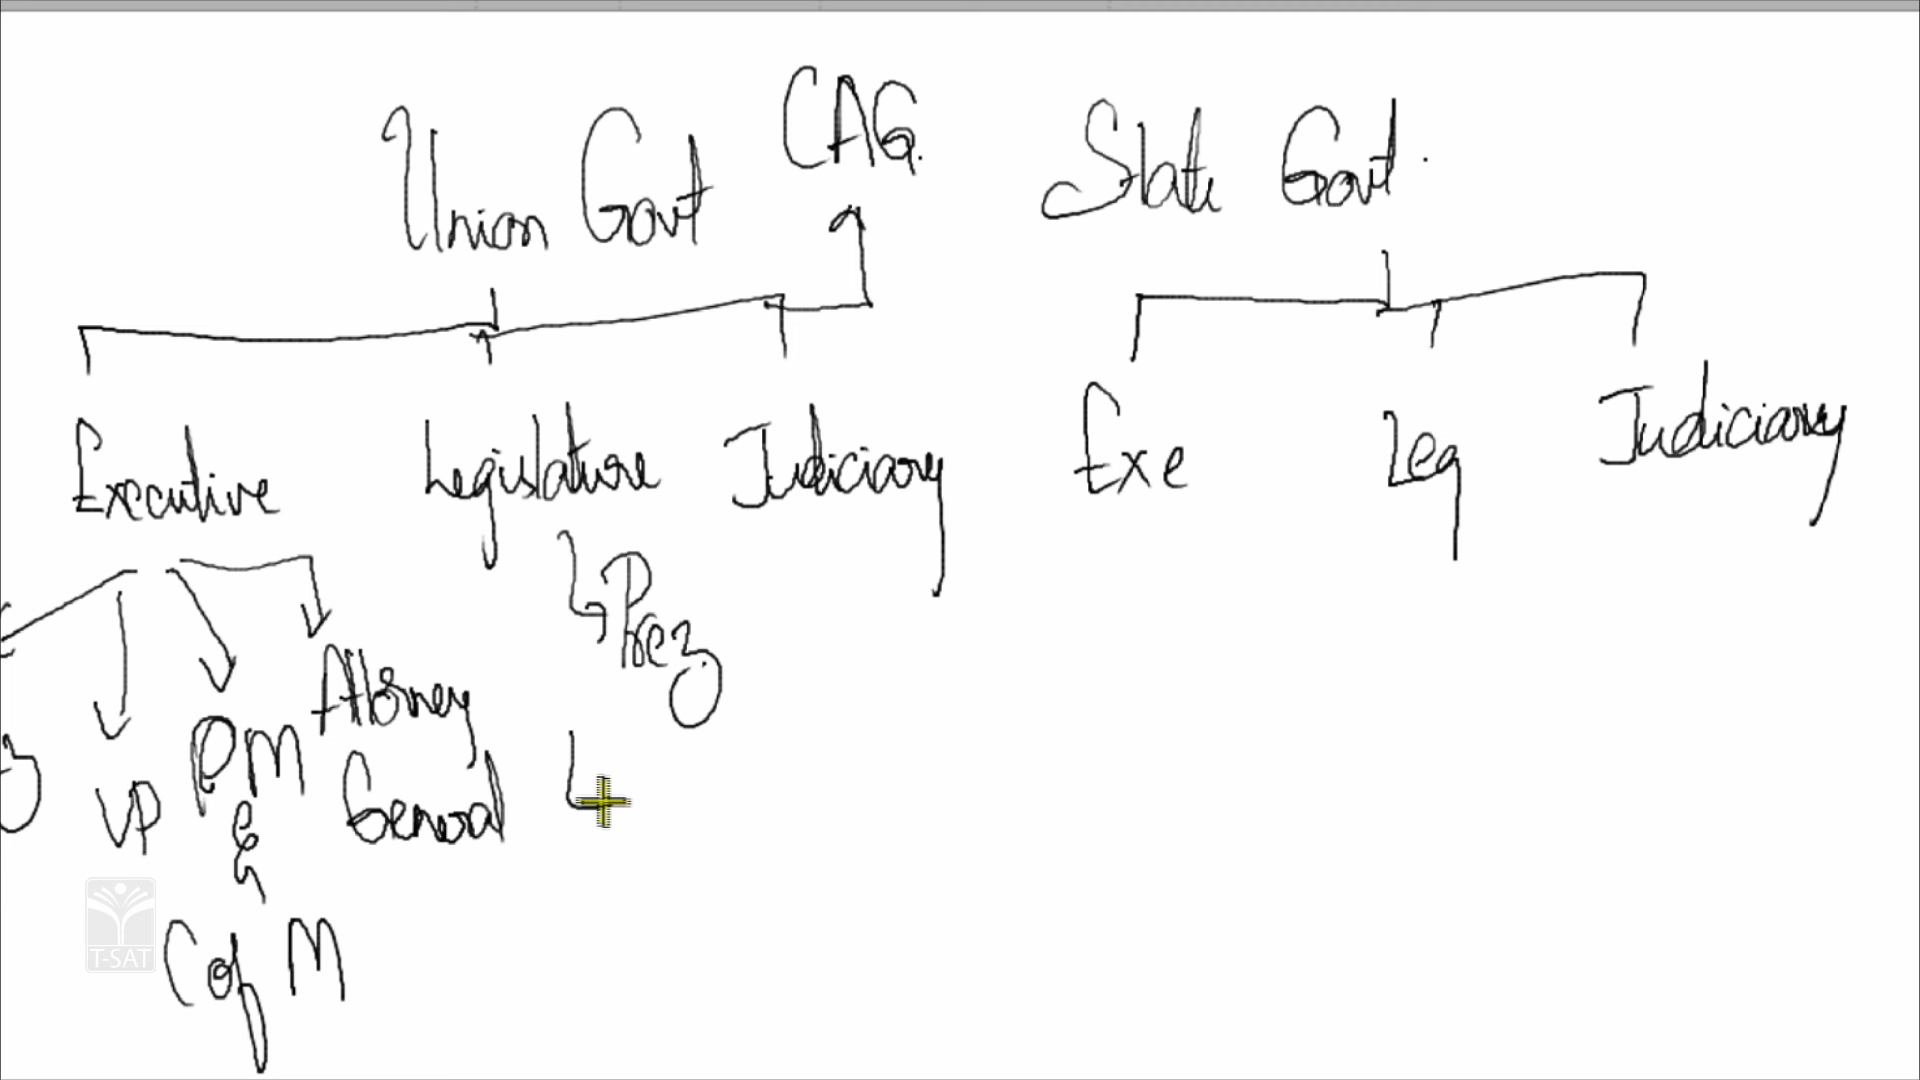 CAG.
Union Govt
State Govt.
Executive
Legislature
Judiciary
Exe
Leg
Judiciary
Prez
Attorney
General
VP
PM
&
C of M
T-SAT